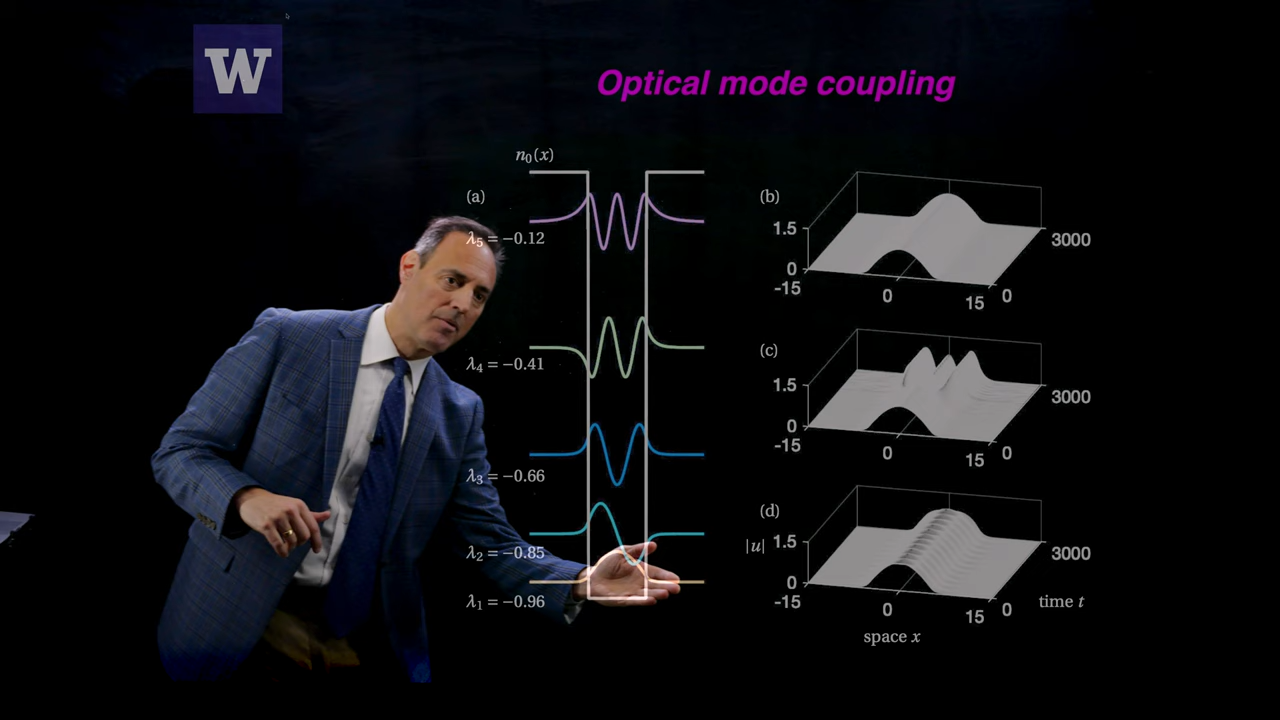 W
Optical mode coupling
n₀(x)
(a)
λ₅ = −0.12
λ₄ = −0.41
λ₃ = −0.66
λ₂ = −0.85
λ₁ = −0.96
(b)
1.5
0
-15
0
15
0
3000
(c)
1.5
0
-15
0
15
0
3000
(d)
|u|
1.5
0
-15
0
15
0
3000
time t
space x